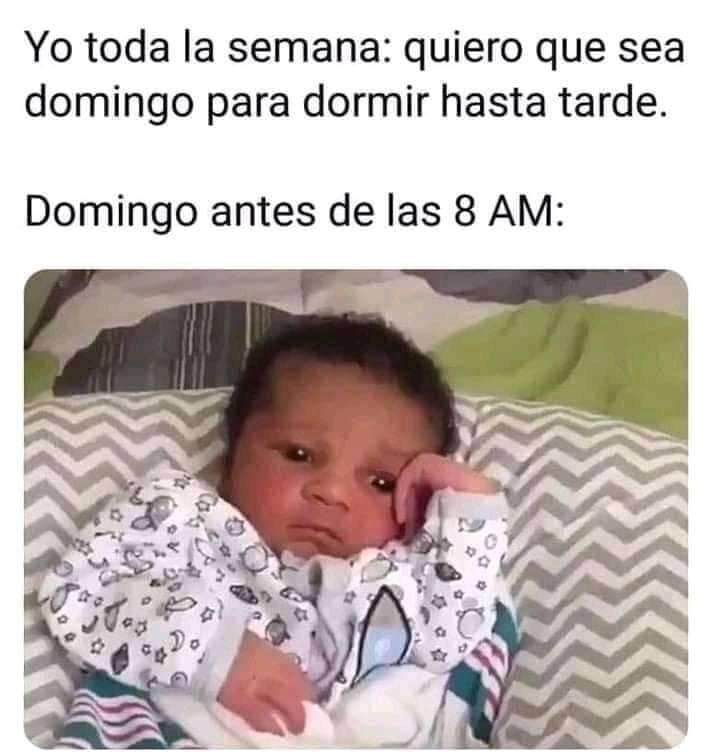 Yo toda la semana: quiero que sea
domingo para dormir hasta tarde.
Domingo antes de las 8 AM: